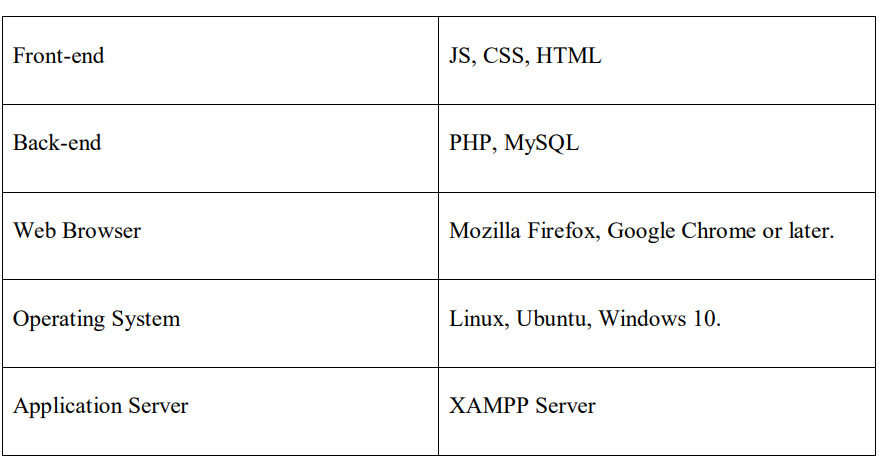 Front-end JS, CSS, HTML
Back-end PHP, MySQL
Web Browser Mozilla Firefox, Google Chrome or later.
Operating System Linux, Ubuntu, Windows 10.
Application Server XAMPP Server